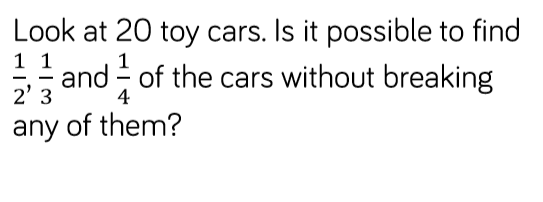 Look at 20 toy cars. Is it possible to find
1/2, 1/3 and 1/4 of the cars without breaking
any of them?